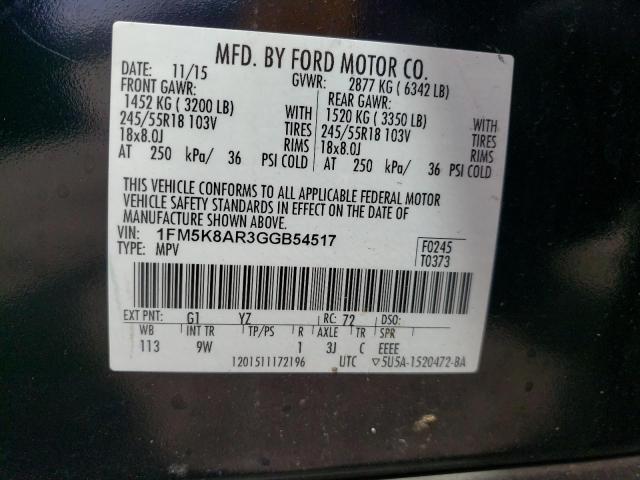 MFD. BY FORD MOTOR CO.
DATE: 11/15 GVWR: 2877 KG ( 6342 LB)
FRONT GAWR: REAR GAWR:
1452 KG ( 3200 LB) WITH 1520 KG ( 3350 LB) WITH
245/55R18 103V TIRES 245/55R18 103V TIRES
18x8.0J RIMS 18x8.0J RIMS
AT 250 kPa/ 36 PSI COLD AT 250 kPa/ 36 PSI COLD
THIS VEHICLE CONFORMS TO ALL APPLICABLE FEDERAL MOTOR
VEHICLE SAFETY STANDARDS IN EFFECT ON THE DATE OF
MANUFACTURE SHOWN ABOVE.
VIN: 1FM5K8AR3GGB54517 F0245
TYPE: MPV T0373
EXT PNT: G1 YZ RC: 72 DSO:
WB INT TR TP/PS R AXLE TR SPR
113 9W 1 3J C EEEE
1201511172196 UTC ▽5U5A-1520472-BA